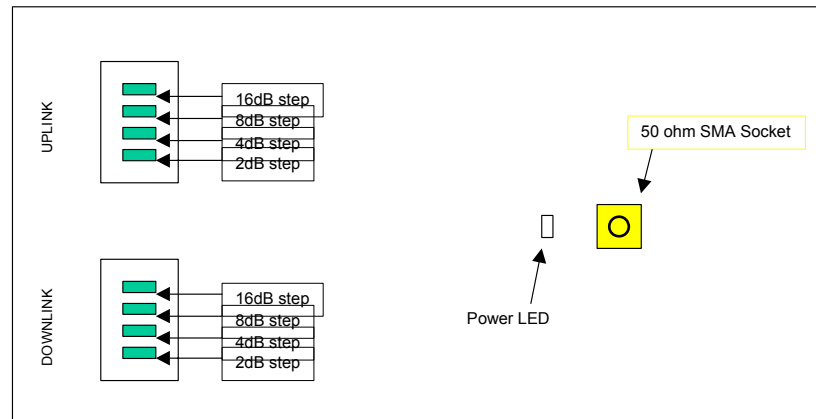 UPLINK
16dB step
8dB step
4dB step
2dB step
50 ohm SMA Socket
Power LED
DOWNLINK
16dB step
8dB step
4dB step
2dB step